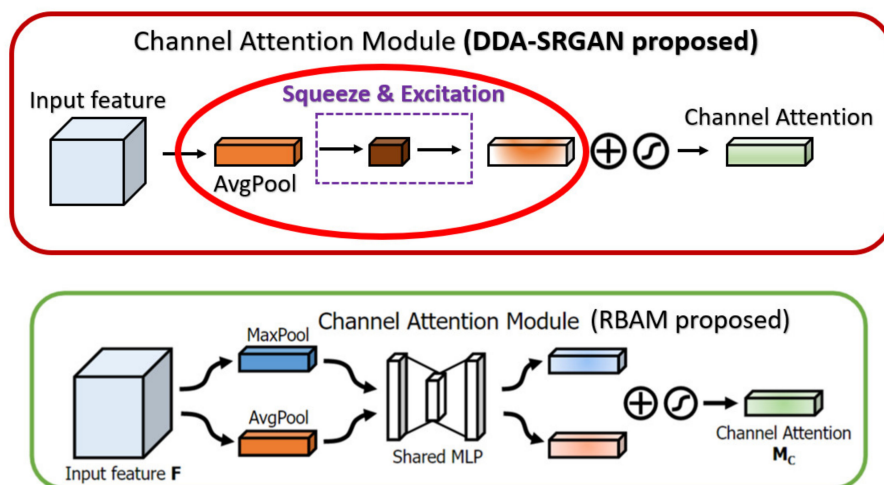 Channel Attention Module (DDA-SRGAN proposed)
Input feature
Squeeze & Excitation
Channel Attention
AvgPool
Channel Attention Module (RBAM proposed)
MaxPool
AvgPool
Shared MLP
Channel Attention
Mc
Input feature F